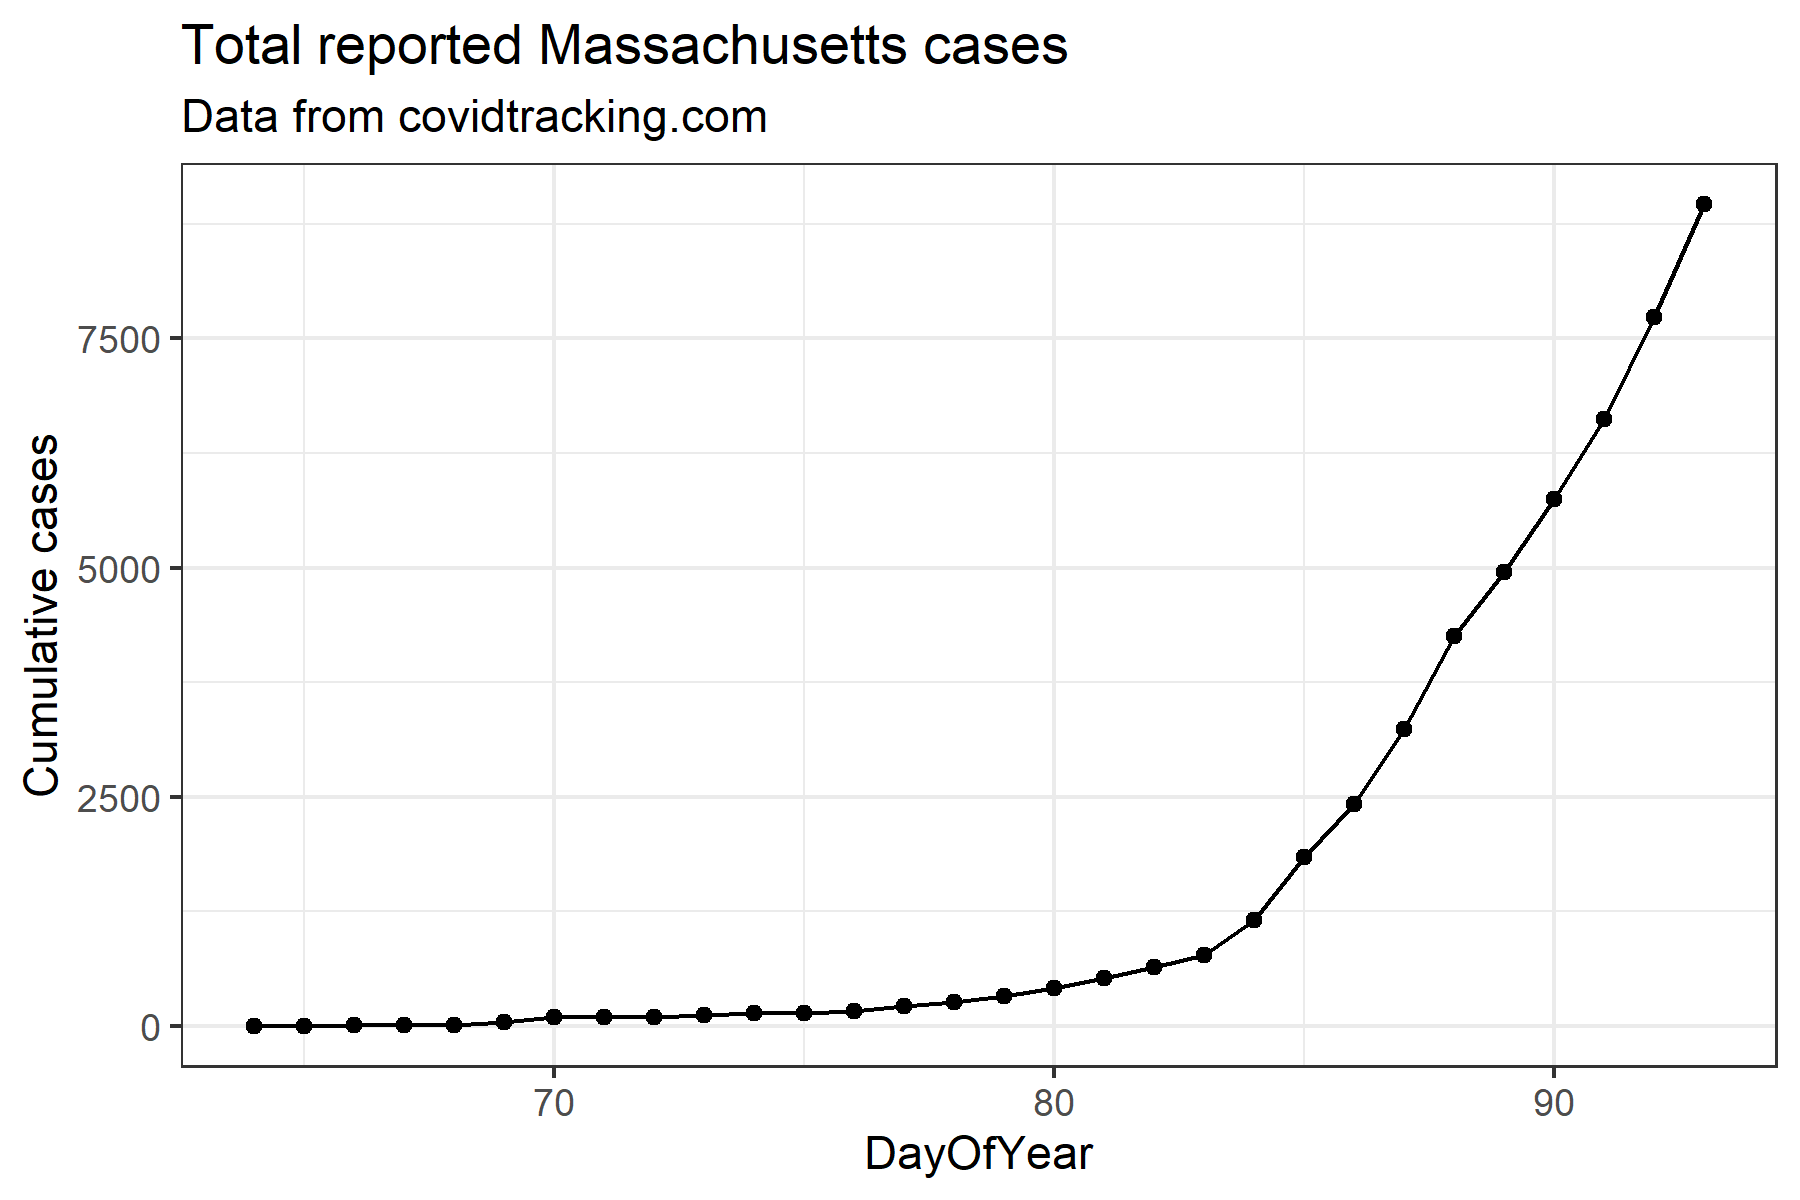 Total reported Massachusetts cases
Data from covidtracking.com
Cumulative cases
7500
5000
2500
0
70 80 90
DayOfYear